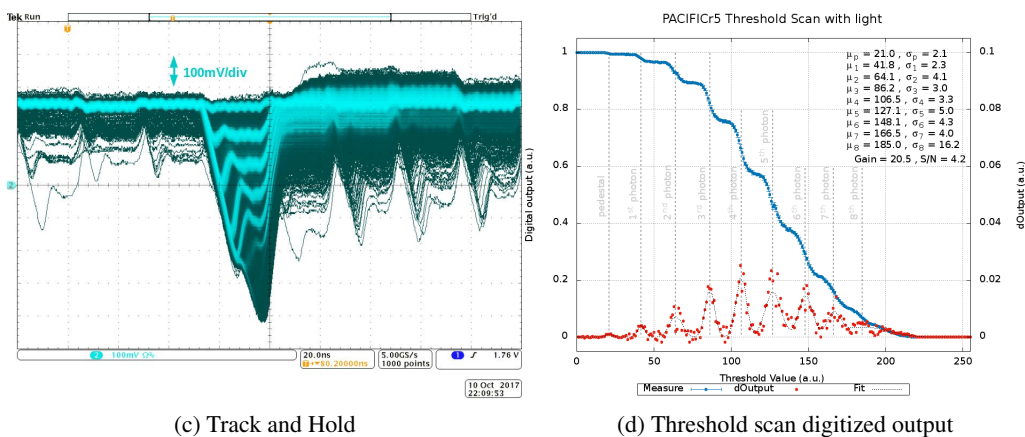 Tek Run
Trig'd
100mV/div
2
2 100mV Ω
20.0ns
80.20000ns
5.00GS/s
1000 points
1 1.76 V
10 Oct 2017
22:09:53
(c) Track and Hold
PACIFICr5 Threshold Scan with light
Digital output (a.u.)
1
0.8
0.6
0.4
0.2
0
0.1
0.08
0.06
0.04
0.02
0
dOutput (a.u.)
μp = 21.0 , σp = 2.1
μ1 = 41.8 , σ1 = 2.3
μ2 = 64.1 , σ2 = 4.1
μ3 = 86.2 , σ3 = 3.0
μ4 = 106.5 , σ4 = 3.3
μ5 = 127.1 , σ5 = 5.0
μ6 = 148.1 , σ6 = 4.3
μ7 = 166.5 , σ7 = 4.0
μ8 = 185.0 , σ8 = 16.2
Gain = 20.5 , S/N = 4.2
pedestal
1st photon
2nd photon
3rd photon
4th photon
5th photon
6th photon
7th photon
8th photon
0 50 100 150 200 250
Threshold Value (a.u.)
Measure dOutput Fit
(d) Threshold scan digitized output